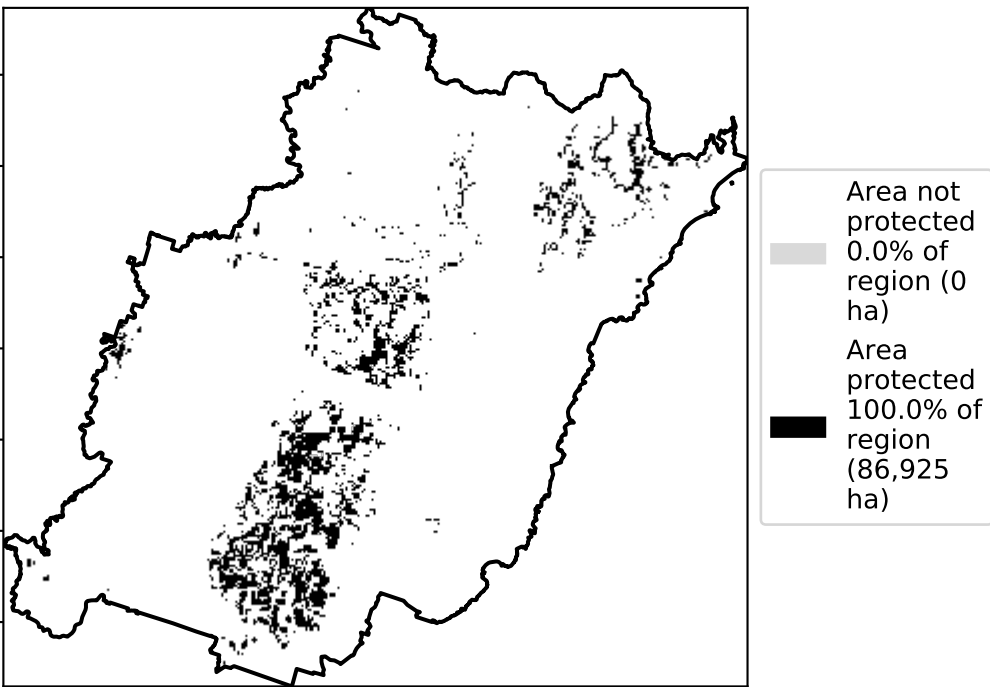 Area not
protected
0.0% of
region (0
ha)
Area
protected
100.0% of
region
(86,925
ha)